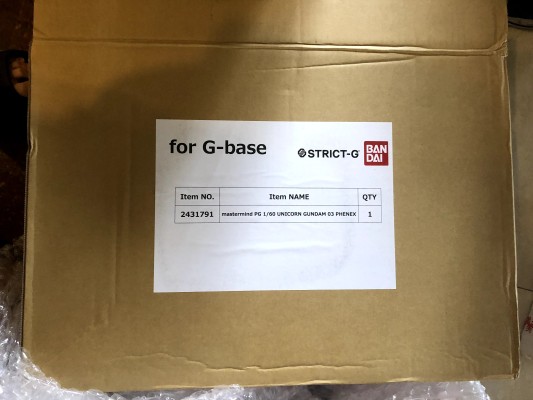 for G-base
STRICT-G
BAN
DAI
Item NO. Item NAME QTY
2431791 mastermind PG 1/60 UNICORN GUNDAM 03 PHENEX 1